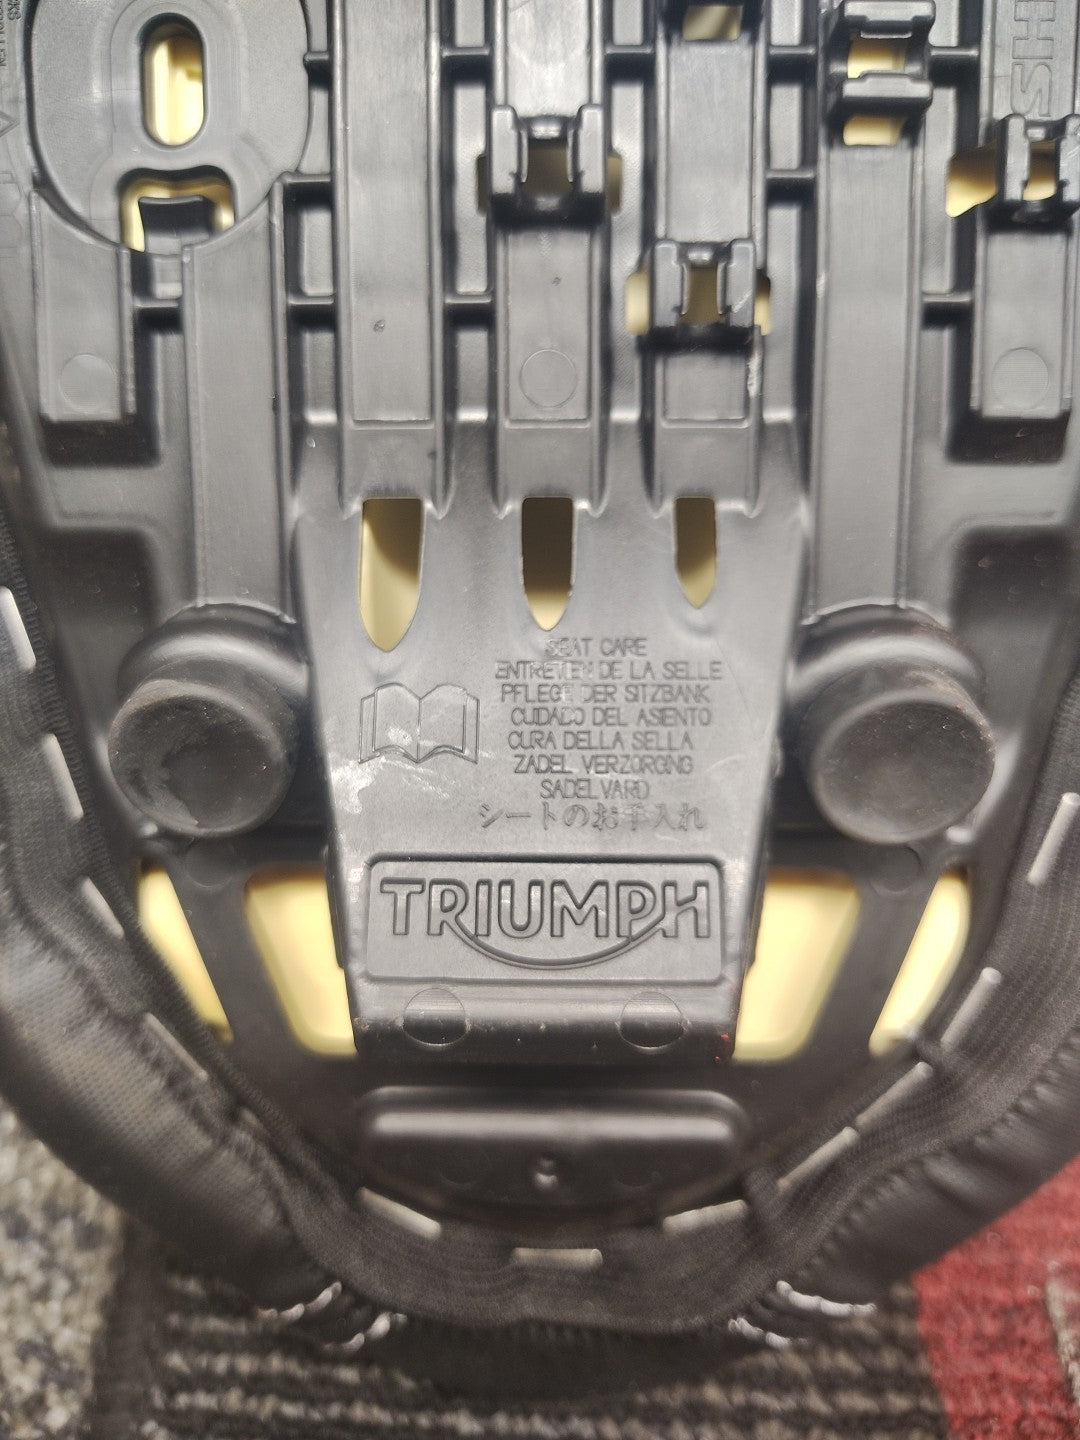 SEAT CARE
ENTRETIEN DE LA SELLE
PFLEGE DER SITZBANK
CUIDADO DEL ASIENTO
CURA DELLA SELLA
ZADEL VERZORGING
SADELVARD
シートのお手入れ
TRIUMPH